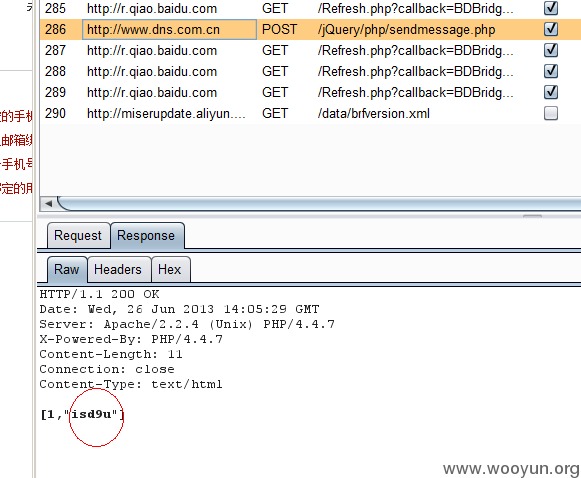 285 http://r.qiao.baidu.com GET /Refresh.php?callback=BDBridg...
286 http://www.dns.com.cn POST /jQuery/php/sendmessage.php
287 http://r.qiao.baidu.com GET /Refresh.php?callback=BDBridg...
288 http://r.qiao.baidu.com GET /Refresh.php?callback=BDBridg...
289 http://r.qiao.baidu.com GET /Refresh.php?callback=BDBridg...
290 http://miserupdate.aliyun.... GET /data/brfversion.xml
定的手机
邮箱绑
手机号
绑定的用
Request Response
Raw Headers Hex
HTTP/1.1 200 OK
Date: Wed, 26 Jun 2013 14:05:29 GMT
Server: Apache/2.2.4 (Unix) PHP/4.4.7
X-Powered-By: PHP/4.4.7
Content-Length: 11
Connection: close
Content-Type: text/html
[1,"isd9u"]
www.wooyun.org